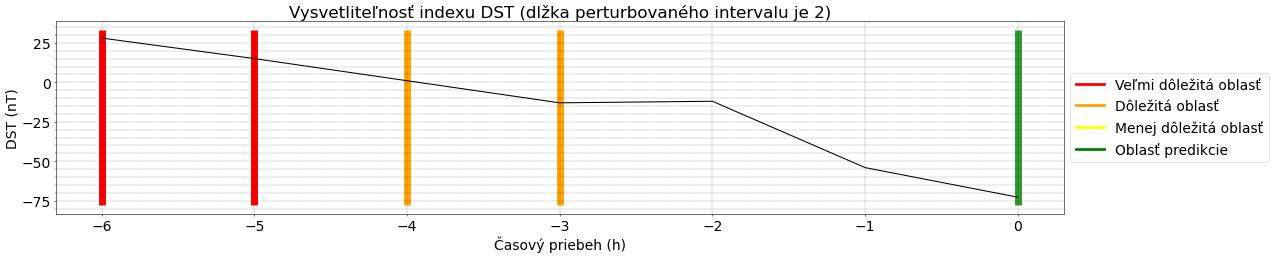 Vysvetliteľnosť indexu DST (dlžka perturbovaného intervalu je 2)
25
0
−25
−50
−75
DST (nT)
−6 −5 −4 −3 −2 −1 0
Časový priebeh (h)
Veľmi dôležitá oblasť
Dôležitá oblasť
Menej dôležitá oblasť
Oblasť predikcie